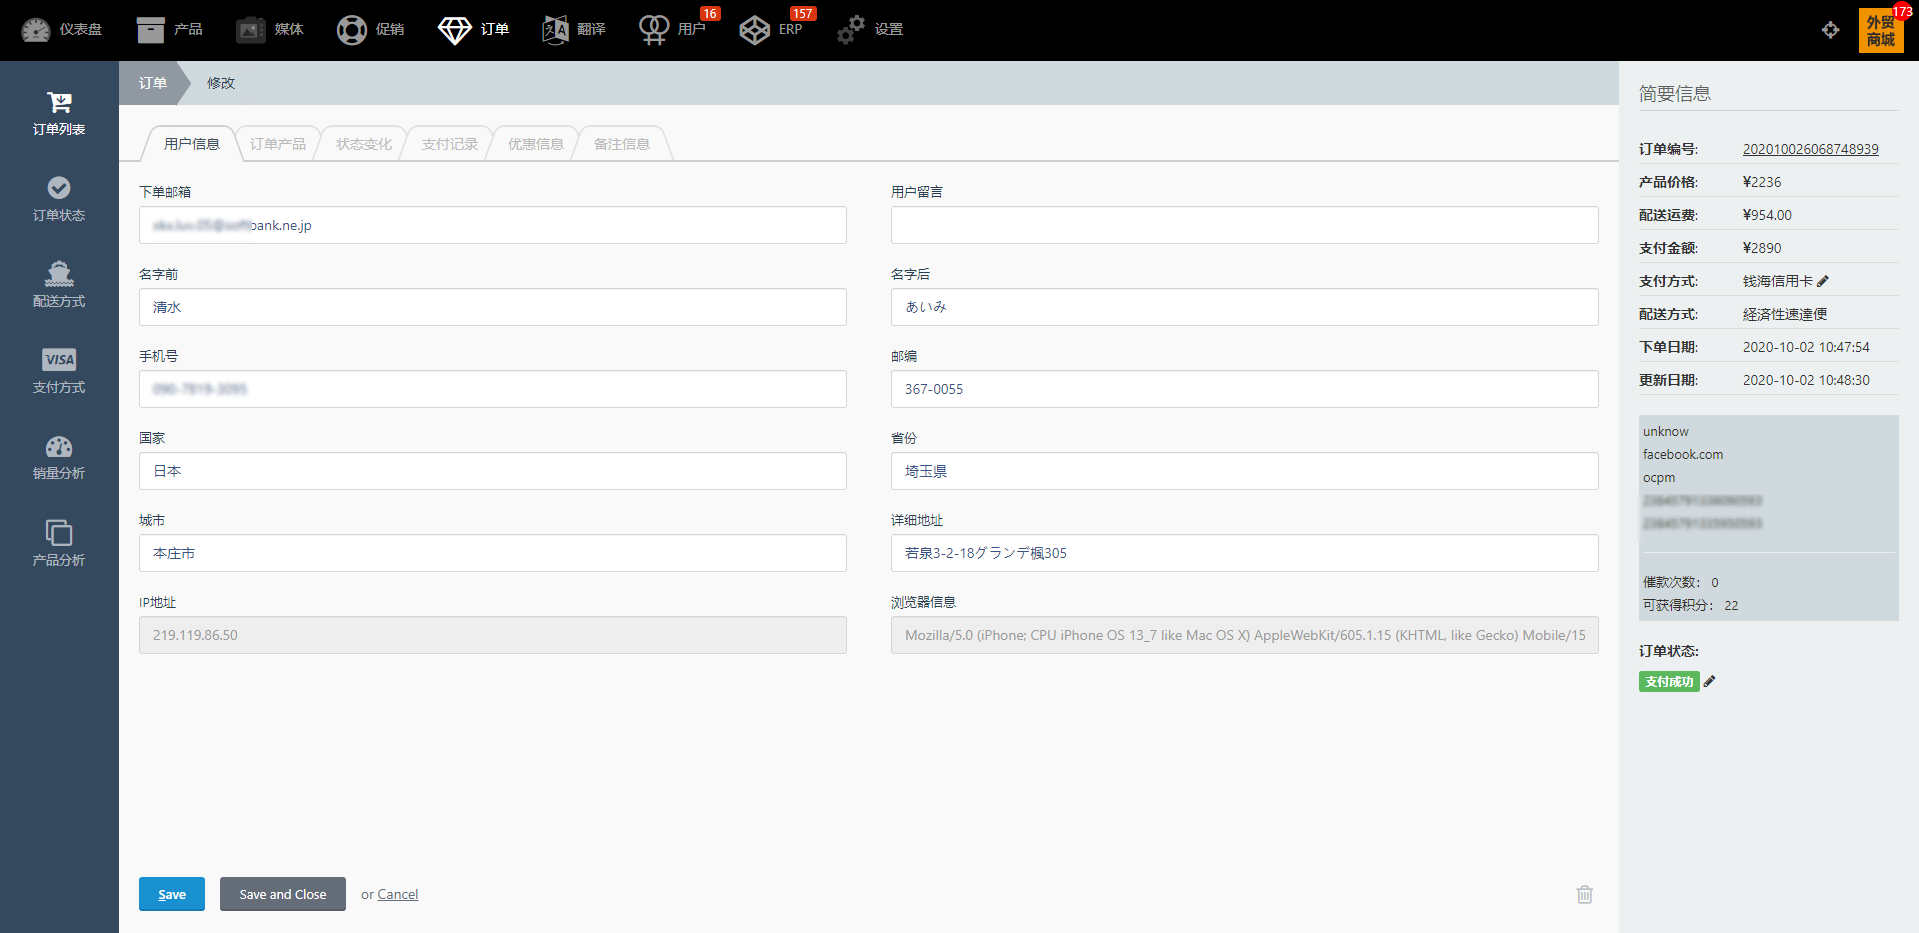 仪表盘
产品
媒体
促销
订单
翻译
用户
16
ERP
157
设置
外贸
商城
173
订单列表
订单状态
配送方式
VISA
支付方式
销量分析
产品分析
订单 修改
用户信息 订单产品 状态变化 支付记录 优惠信息 备注信息
下单邮箱
bank.ne.jp
用户留言
名字前
清水
名字后
あいみ
手机号
邮编
367-0055
国家
日本
省份
埼玉県
城市
本庄市
详细地址
若泉3-2-18グランデ楓305
IP地址
219.119.86.50
浏览器信息
Mozilla/5.0 (iPhone; CPU iPhone OS 13_7 like Mac OS X) AppleWebKit/605.1.15 (KHTML, like Gecko) Mobile/15
Save Save and Close or Cancel
简要信息
订单编号: 202010026068748939
产品价格: ¥2236
配送运费: ¥954.00
支付金额: ¥2890
支付方式: 钱海信用卡
配送方式: 経済性速達便
下单日期: 2020-10-02 10:47:54
更新日期: 2020-10-02 10:48:30
unknow
facebook.com
ocpm
催款次数: 0
可获得积分: 22
订单状态:
支付成功